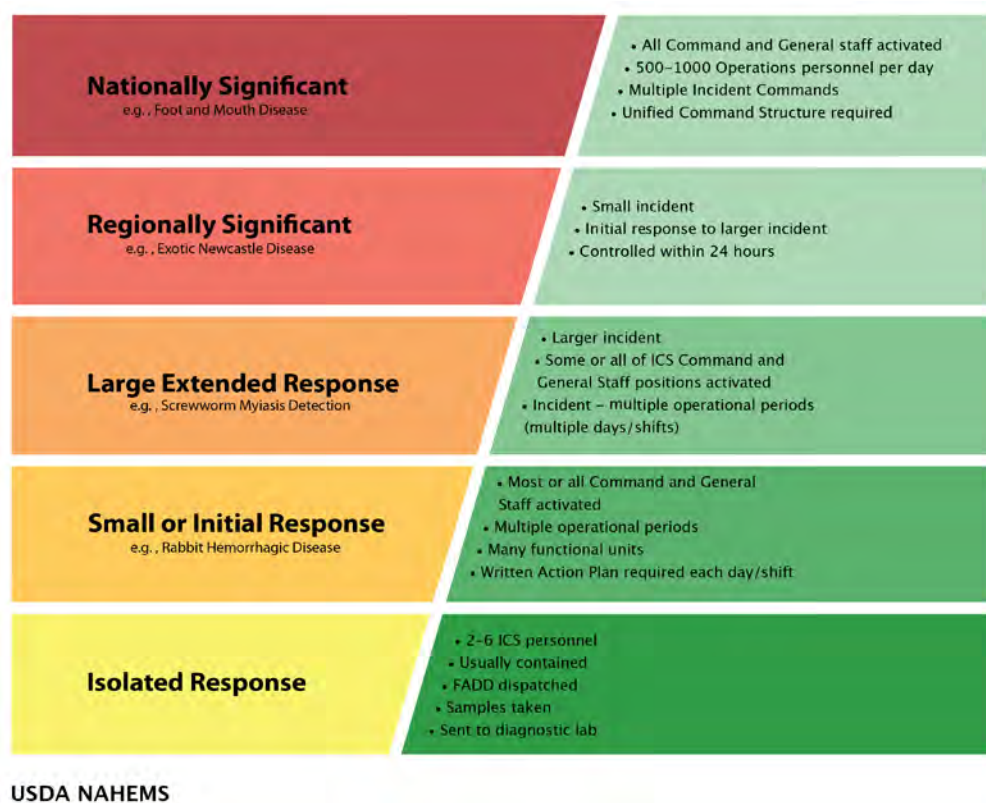 Nationally Significant
e.g., Foot and Mouth Disease
• All Command and General staff activated
• 500-1000 Operations personnel per day
• Multiple Incident Commands
• Unified Command Structure required
Regionally Significant
e.g., Exotic Newcastle Disease
• Small incident
• Initial response to larger incident
• Controlled within 24 hours
Large Extended Response
e.g., Screwworm Myiasis Detection
• Larger incident
• Some or all of ICS Command and
General Staff positions activated
• Incident – multiple operational periods
(multiple days/shifts)
Small or Initial Response
e.g., Rabbit Hemorrhagic Disease
• Most or all Command and General
Staff activated
• Multiple operational periods
• Many functional units
• Written Action Plan required each day/shift
Isolated Response
• 2-6 ICS personnel
• Usually contained
• FADD dispatched
• Samples taken
• Sent to diagnostic lab
USDA NAHEMS